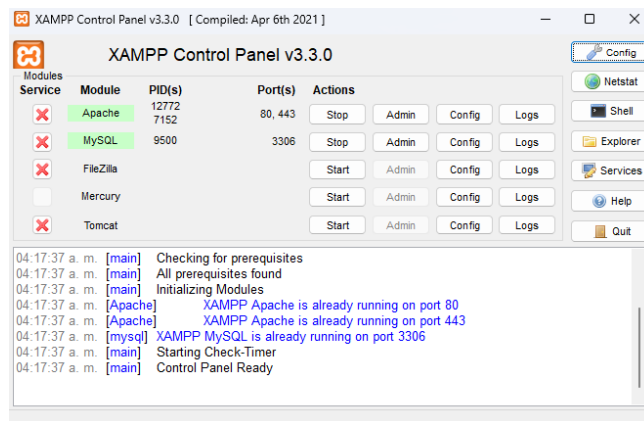 XAMPP Control Panel v3.3.0 [ Compiled: Apr 6th 2021 ]
XAMPP Control Panel v3.3.0
Config
Modules
Service Module PID(s) Port(s) Actions
Netstat
Apache 12772 7152 80, 443 Stop Admin Config Logs
Shell
MySQL 9500 3306 Stop Admin Config Logs
Explorer
FileZilla Start Admin Config Logs
Services
Mercury Start Admin Config Logs
Help
Tomcat Start Admin Config Logs
Quit
04:17:37 a. m. [main] Checking for prerequisites
04:17:37 a. m. [main] All prerequisites found
04:17:37 a. m. [main] Initializing Modules
04:17:37 a. m. [Apache] XAMPP Apache is already running on port 80
04:17:37 a. m. [Apache] XAMPP Apache is already running on port 443
04:17:37 a. m. [mysql] XAMPP MySQL is already running on port 3306
04:17:37 a. m. [main] Starting Check-Timer
04:17:37 a. m. [main] Control Panel Ready